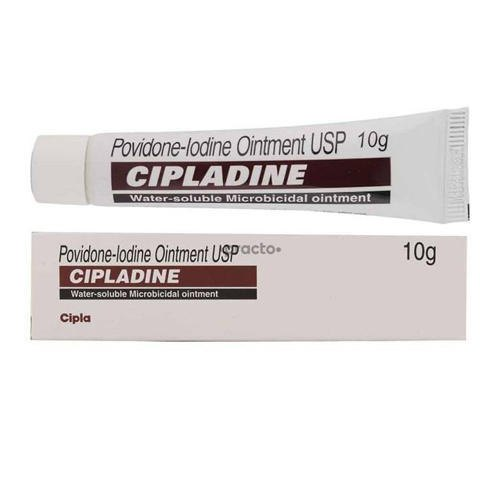 Povidone-Iodine Ointment USP 10g
CIPLADINE
Water-soluble Microbicidal ointment
Povidone-Iodine Ointment USP 10g
practo
CIPLADINE
Water-soluble Microbicidal ointment
Cipla